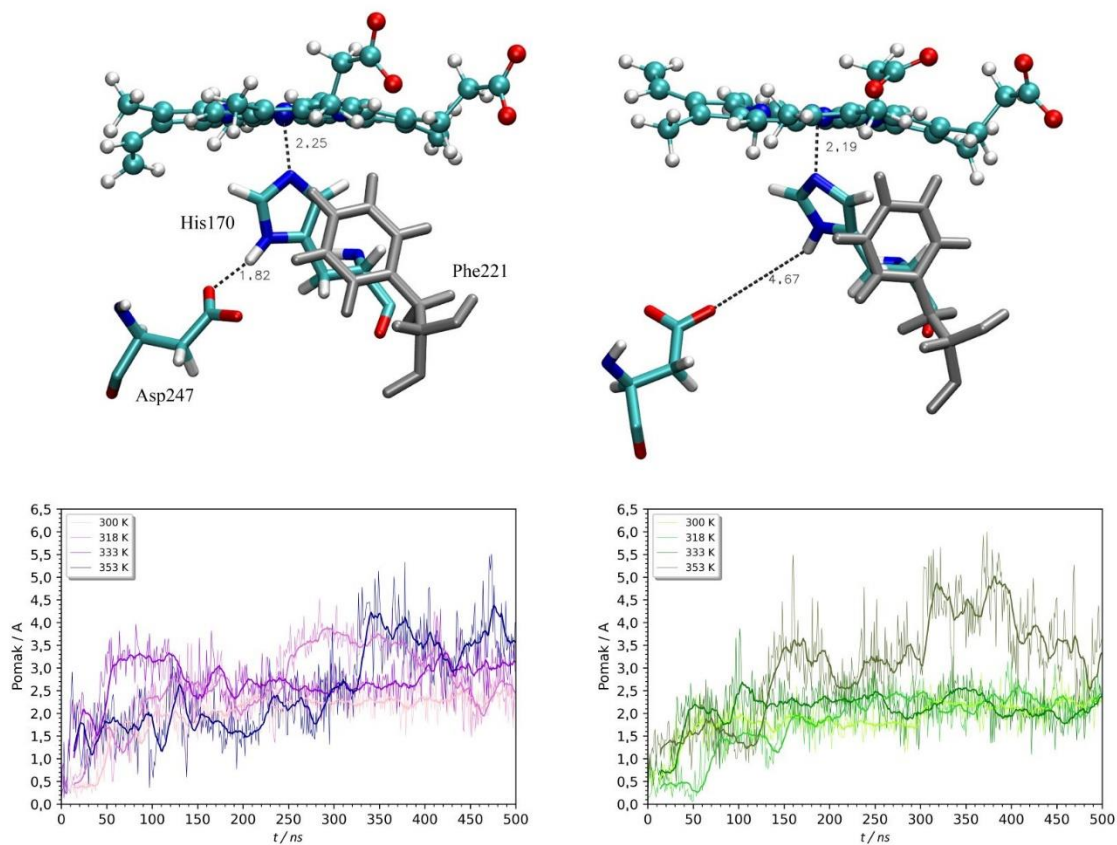 2.25
2.19
His170
1.82
Phe221
4.67
Asp247
6,5
6,0
5,5
5,0
4,5
4,0
3,5
3,0
2,5
2,0
1,5
1,0
0,5
0,0
Pomak / A
300 K
318 K
333 K
353 K
0 50 100 150 200 250 300 350 400 450 500
t / ns
6,5
6,0
5,5
5,0
4,5
4,0
3,5
3,0
2,5
2,0
1,5
1,0
0,5
0,0
Pomak / A
300 K
318 K
333 K
353 K
0 50 100 150 200 250 300 350 400 450 500
t / ns